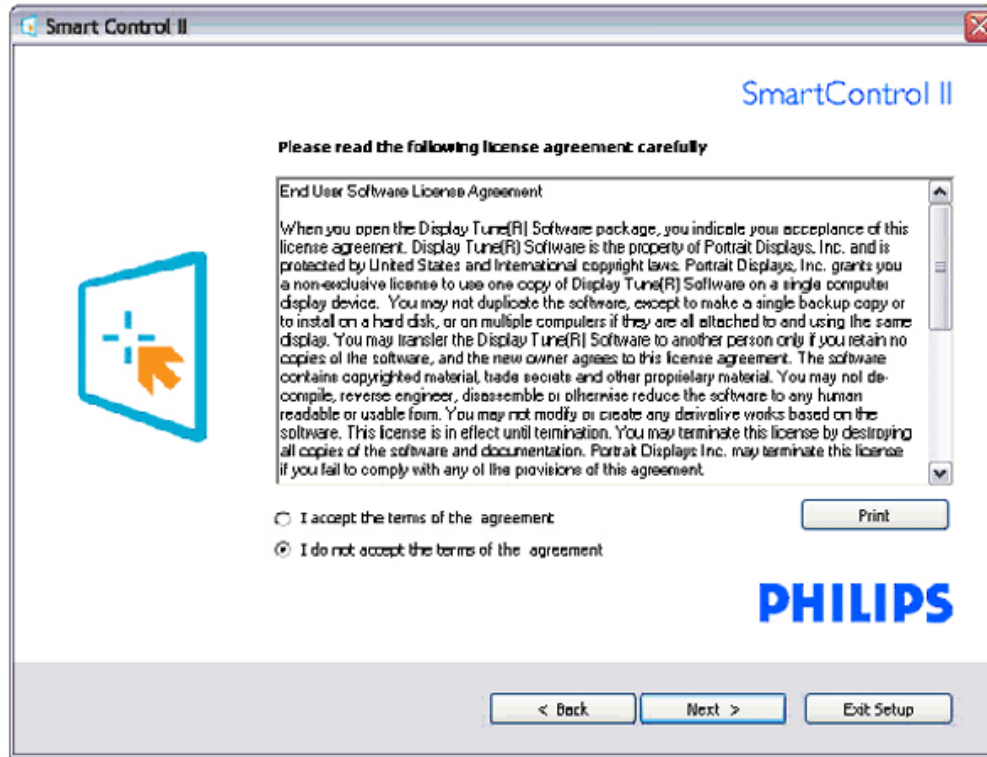 Smart Control II
SmartControl II
Please read the following license agreement carefully
End User Software License Agreement
When you open the Display Tune(R) Software package, you indicate your acceptance of this
license agreement. Display Tune(R) Software is the property of Portrait Displays, Inc. and is
protected by United States and International copyright laws. Portrait Displays, Inc. grants you
a non-exclusive license to use one copy of Display Tune(R) Software on a single computer
display device. You may not duplicate the software, except to make a single backup copy or
to install on a hard disk, or on multiple computers if they are all attached to and using the same
display. You may transfer the Display Tune(R) Software to another person only if you retain no
copies of the software, and the new owner agrees to this license agreement. The software
contains copyrighted material, trade secrets and other proprietary material. You may not de-
compile, reverse engineer, disassemble or otherwise reduce the software to any human
readable or usable form. You may not modify or create any derivative works based on the
software. This license is in effect until termination. You may terminate this license by destroying
all copies of the software and documentation. Portrait Displays Inc. may terminate this license
if you fail to comply with any of the provisions of this agreement.
I accept the terms of the agreement
Print
I do not accept the terms of the agreement
PHILIPS
< Back
Next >
Exit Setup